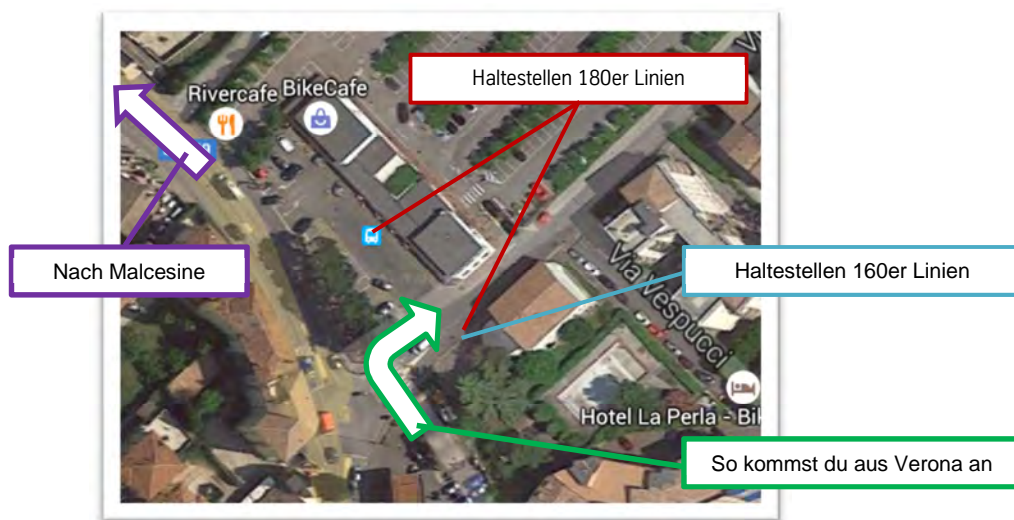 Haltestellen 180er Linien
Rivercafe
BikeCafe
Nach Malcesine
Haltestellen 160er Linien
Via Vespucci
Hotel La Perla - Bik
So kommst du aus Verona an